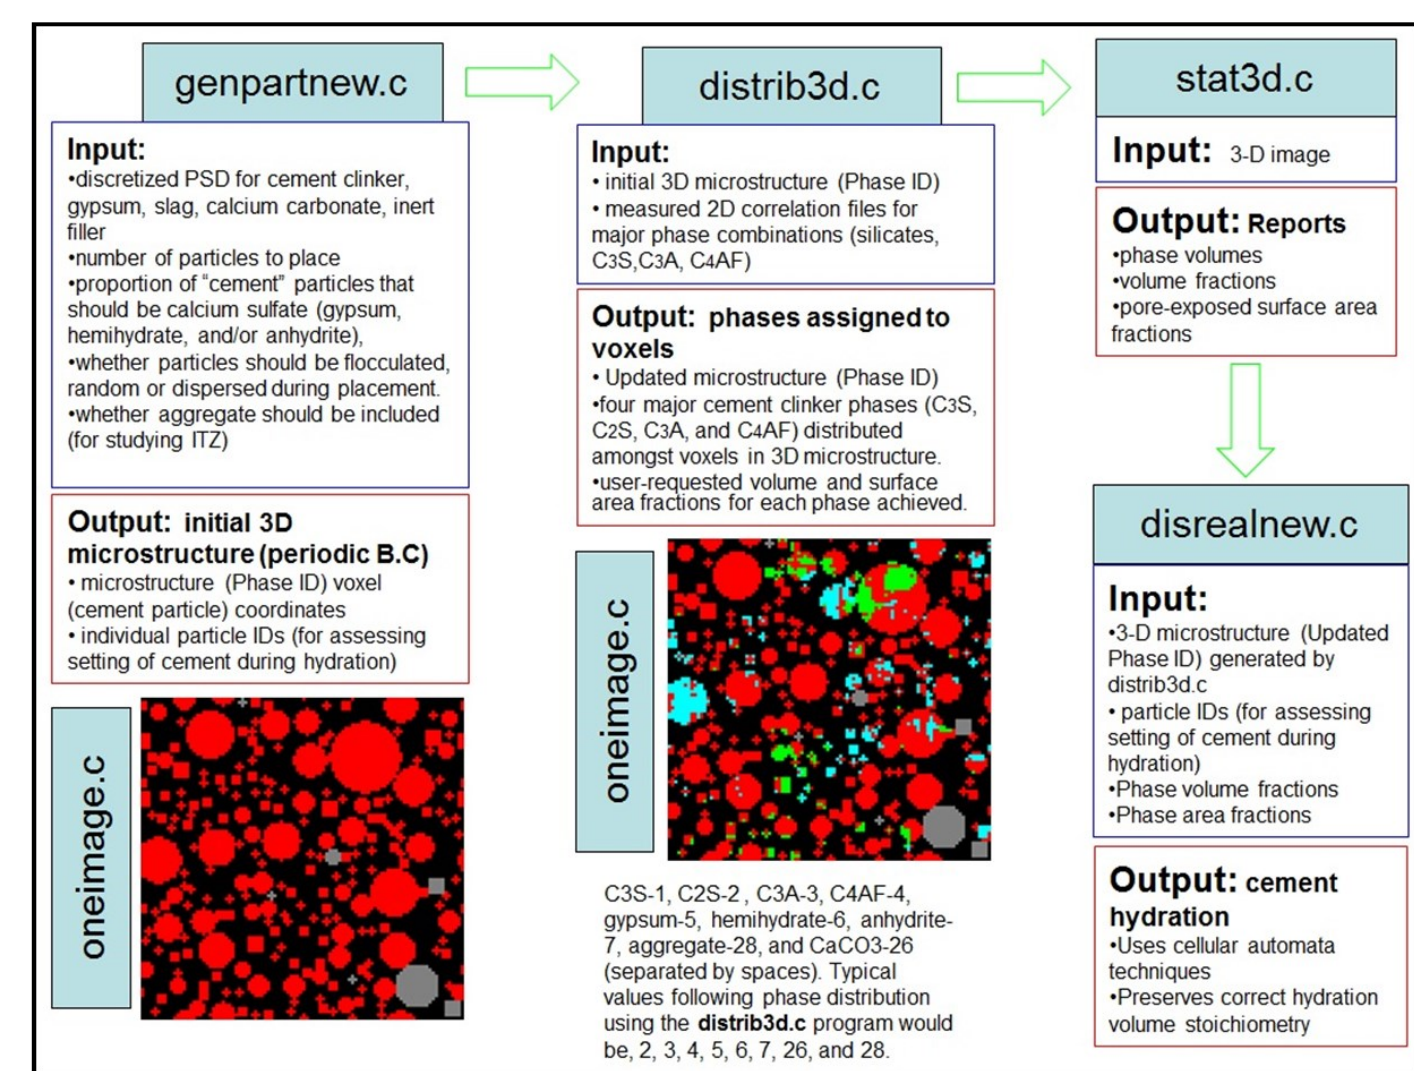 genpartnew.c
Input:
•discretized PSD for cement clinker,
gypsum, slag, calcium carbonate, inert
filler
•number of particles to place
•proportion of “cement” particles that
should be calcium sulfate (gypsum,
hemihydrate, and/or anhydrite),
•whether particles should be flocculated,
random or dispersed during placement.
•whether aggregate should be included
(for studying ITZ)
Output: initial 3D
microstructure (periodic B.C)
• microstructure (Phase ID) voxel
(cement particle) coordinates
• individual particle IDs (for assessing
setting of cement during hydration)
oneimage.c
distrib3d.c
Input:
• initial 3D microstructure (Phase ID)
• measured 2D correlation files for
major phase combinations (silicates,
C3S,C3A, C4AF)
Output: phases assigned to
voxels
• Updated microstructure (Phase ID)
•four major cement clinker phases (C3S,
C2S, C3A, and C4AF) distributed
amongst voxels in 3D microstructure.
•user-requested volume and surface
area fractions for each phase achieved.
oneimage.c
C3S-1, C2S-2 , C3A-3, C4AF-4,
gypsum-5, hemihydrate-6, anhydrite-
7, aggregate-28, and CaCO3-26
(separated by spaces). Typical
values following phase distribution
using the distrib3d.c program would
be, 2, 3, 4, 5, 6, 7, 26, and 28.
stat3d.c
Input: 3-D image
Output: Reports
•phase volumes
•volume fractions
•pore-exposed surface area
fractions
disrealnew.c
Input:
•3-D microstructure (Updated
Phase ID) generated by
distrib3d.c
• particle IDs (for assessing
setting of cement during
hydration)
•Phase volume fractions
•Phase area fractions
Output: cement
hydration
•Uses cellular automata
techniques
•Preserves correct hydration
volume stoichiometry